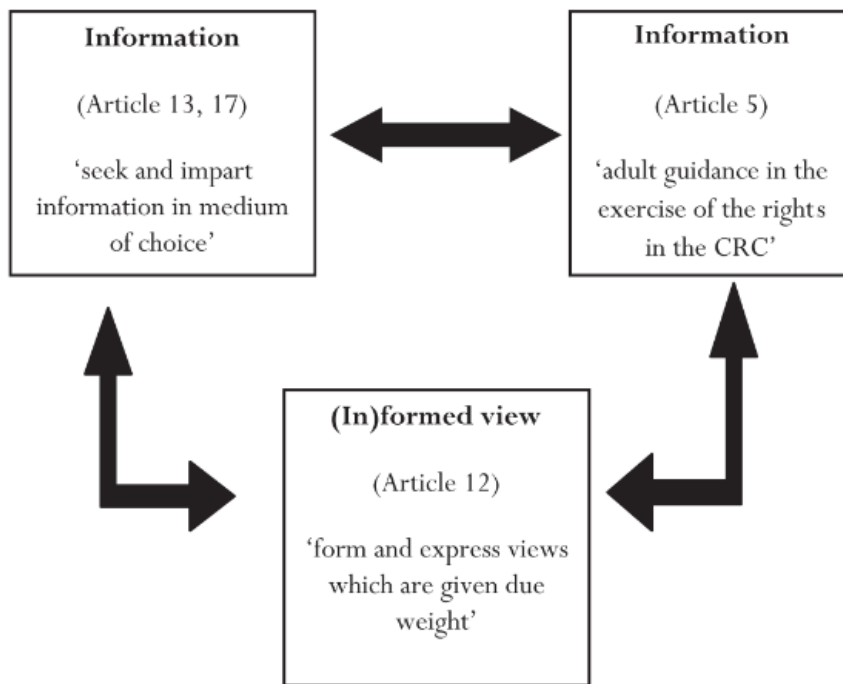 Information
(Article 13, 17)
‘seek and impart
information in medium
of choice’
Information
(Article 5)
‘adult guidance in the
exercise of the rights
in the CRC’
(In)formed view
(Article 12)
‘form and express views
which are given due
weight’